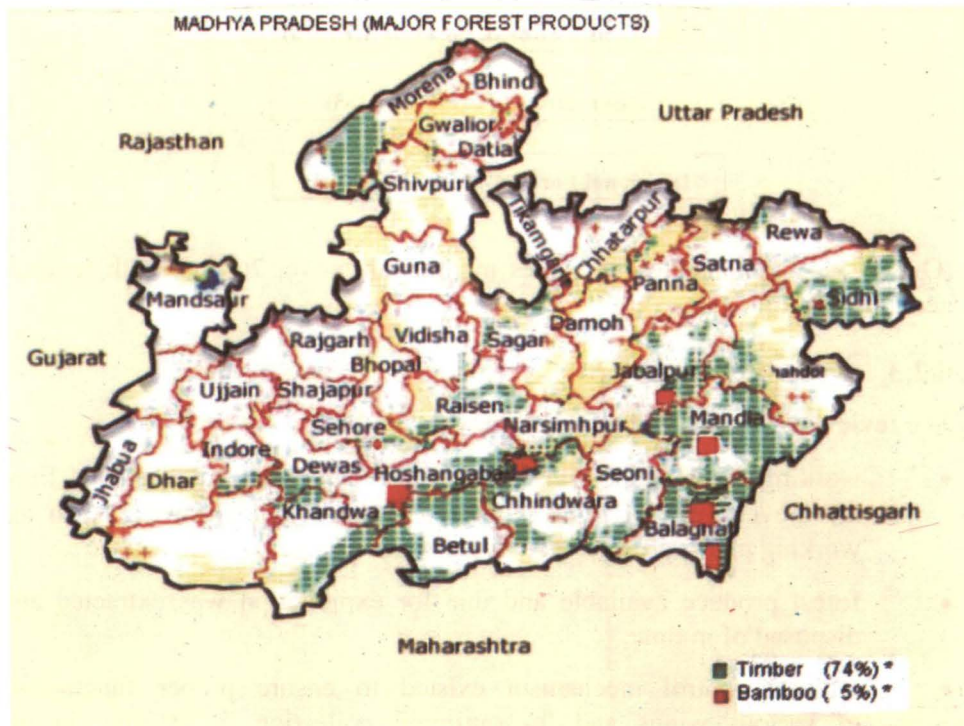 MADHYA PRADESH (MAJOR FOREST PRODUCTS)
Bhind
Morena
Uttar Pradesh
Gwalior
Rajasthan
Datia
Shivpuri
Tikamgarh
Chhatarpur
Rewa
Guna
Satna
Panna
Sidhi
Mandsaur
Vidisha
Damoh
Rajgarh
Sagar
Gujarat
Bhopal
Jabalpur
hahdol
Ujjain
Shajapur
Raisen
Mandla
Sehore
Narsimhpur
Indore
Dewas
Hoshangabad
Seoni
Jhabua
Dhar
Chhindwara
Khandwa
Chhattisgarh
Balaghat
Betul
Maharashtra
Timber (74%) *
Bamboo ( 5%) *